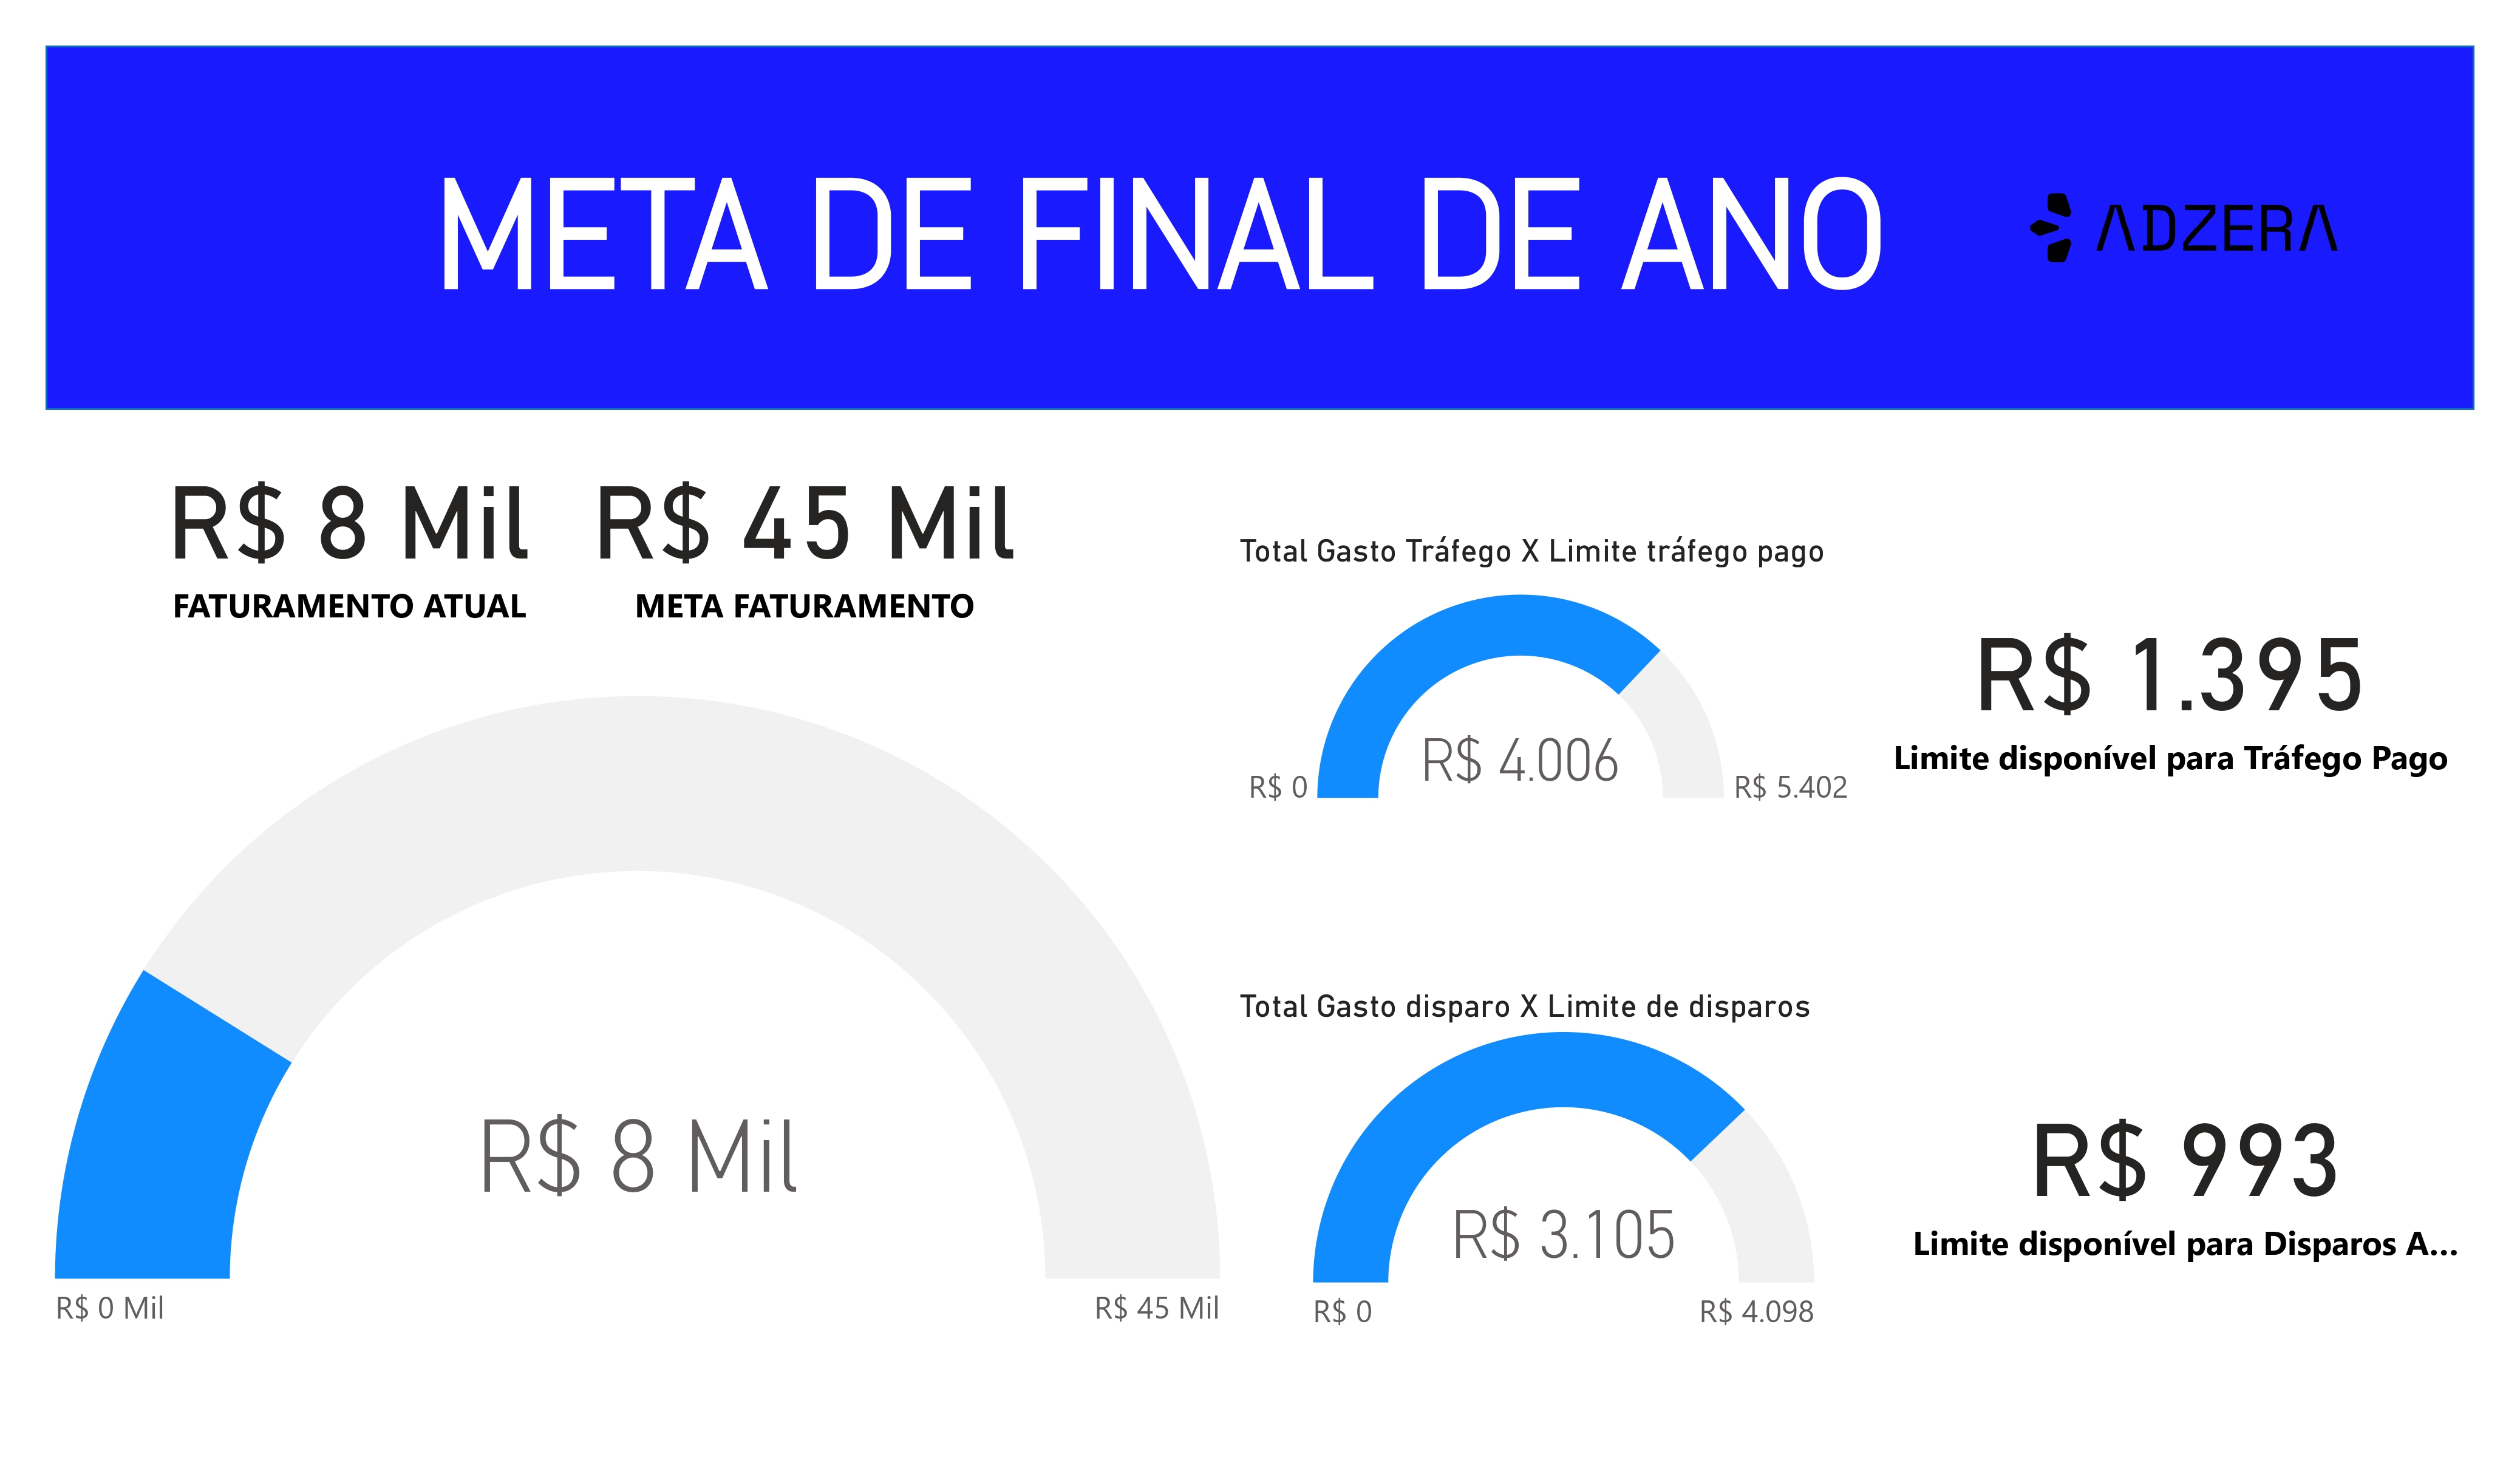 META DE FINAL DE ANO
ADZERA
R$ 8 Mil
FATURAMENTO ATUAL
R$ 45 Mil
META FATURAMENTO
R$ 8 Mil
R$ 0 Mil
R$ 45 Mil
Total Gasto Tráfego X Limite tráfego pago
R$ 4.006
R$ 0
R$ 5.402
R$ 1.395
Limite disponível para Tráfego Pago
Total Gasto disparo X Limite de disparos
R$ 3.105
R$ 0
R$ 4.098
R$ 993
Limite disponível para Disparos A...